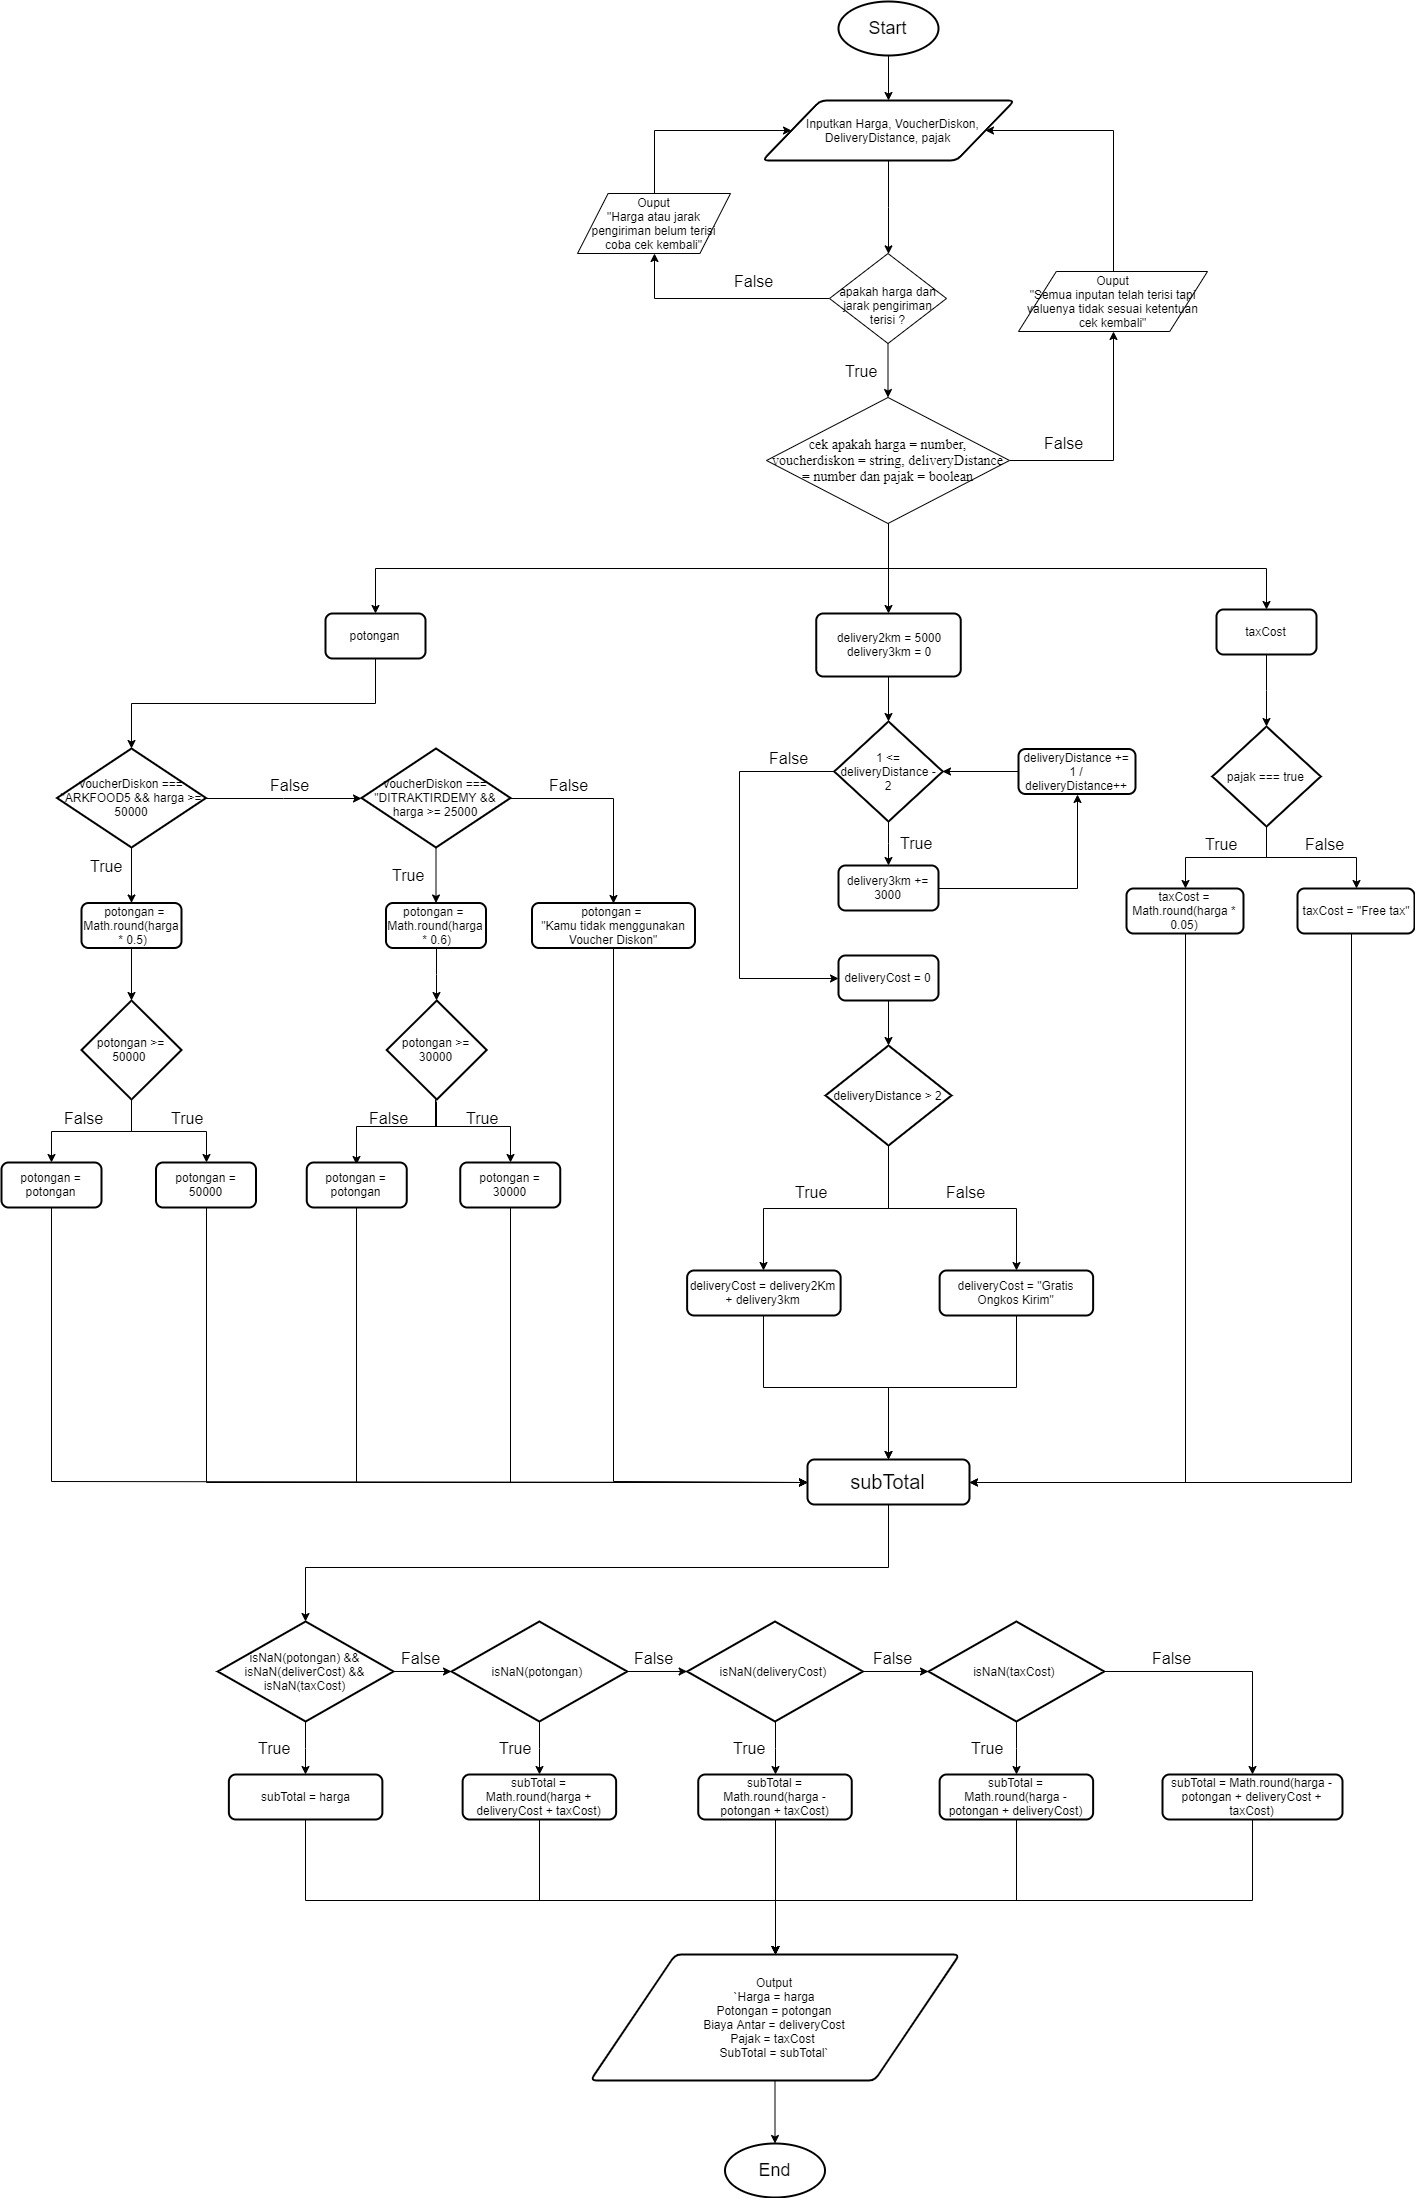 Start
Inputkan Harga, VoucherDiskon,
DeliveryDistance, pajak
Ouput
"Harga atau jarak
pengiriman belum terisi
coba cek kembali"
False
apakah harga dan
jarak pengiriman
terisi ?
Ouput
"Semua inputan telah terisi tapi
valuenya tidak sesuai ketentuan
cek kembali"
True
cek apakah harga = number,
voucherdiskon = string, deliveryDistance
= number dan pajak = boolean
False
potongan
delivery2km = 5000
delivery3km = 0
taxCost
voucherDiskon ===
ARKFOOD5 && harga >=
50000
False
voucherDiskon ===
"DITRAKTIRDEMY &&
harga >= 25000
False
False
1 <=
deliveryDistance -
2
deliveryDistance +=
1 /
deliveryDistance++
pajak === true
True
True
True
True
False
potongan =
Math.round(harga
* 0.5)
potongan =
Math.round(harga
* 0.6)
potongan =
"Kamu tidak menggunakan
Voucher Diskon"
delivery3km +=
3000
taxCost =
Math.round(harga *
0.05)
taxCost = "Free tax"
deliveryCost = 0
potongan >=
50000
potongan >=
30000
deliveryDistance > 2
False
True
False
True
True
False
potongan =
potongan
potongan =
50000
potongan =
potongan
potongan =
30000
deliveryCost = delivery2Km
+ delivery3km
deliveryCost = "Gratis
Ongkos Kirim"
subTotal
isNaN(potongan) &&
isNaN(deliverCost) &&
isNaN(taxCost)
False
isNaN(potongan)
False
isNaN(deliveryCost)
False
isNaN(taxCost)
False
True
True
True
True
subTotal = harga
subTotal =
Math.round(harga +
deliveryCost + taxCost)
subTotal =
Math.round(harga -
potongan + taxCost)
subTotal =
Math.round(harga -
potongan + deliveryCost)
subTotal = Math.round(harga -
potongan + deliveryCost +
taxCost)
Output
`Harga = harga
Potongan = potongan
Biaya Antar = deliveryCost
Pajak = taxCost
SubTotal = subTotal`
End